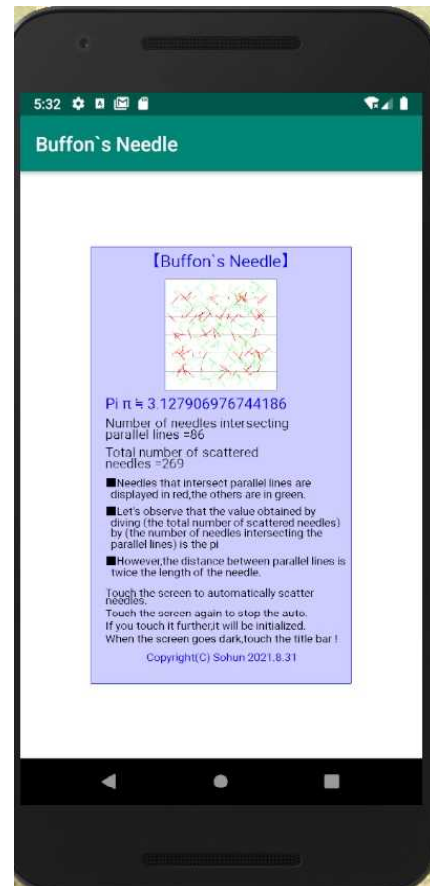 5:32
Buffon`s Needle
【Buffon`s Needle】
Pi π ≒ 3.127906976744186
Number of needles intersecting
parallel lines =86
Total number of scattered
needles =269
■Needles that intersect parallel lines are
displayed in red,the others are in green.
■Let's observe that the value obtained by
diving (the total number of scattered needles)
by (the number of needles intersecting the
parallel lines) is the pi
■However,the distance between parallel lines is
twice the length of the needle.
Touch the screen to automatically scatter
needles.
Touch the screen again to stop the auto.
If you touch it further,it will be initialized.
When the screen goes dark,touch the title bar !
Copyright(C) Sohun 2021.8.31